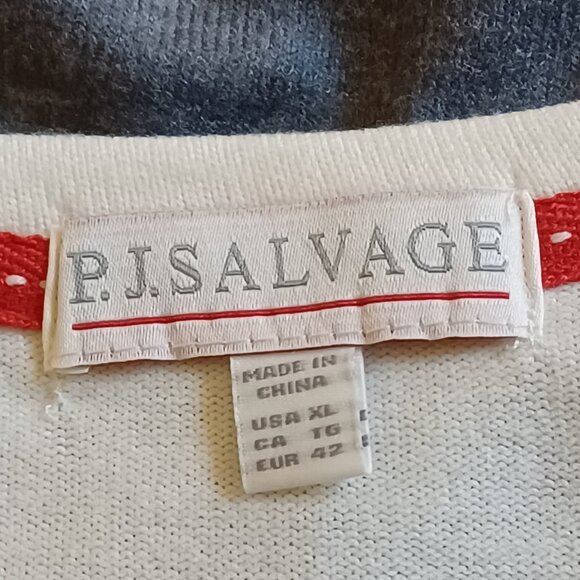 P.J.SALVAGE
MADE IN
CHINA
USA XL
CA TG
EUR 42